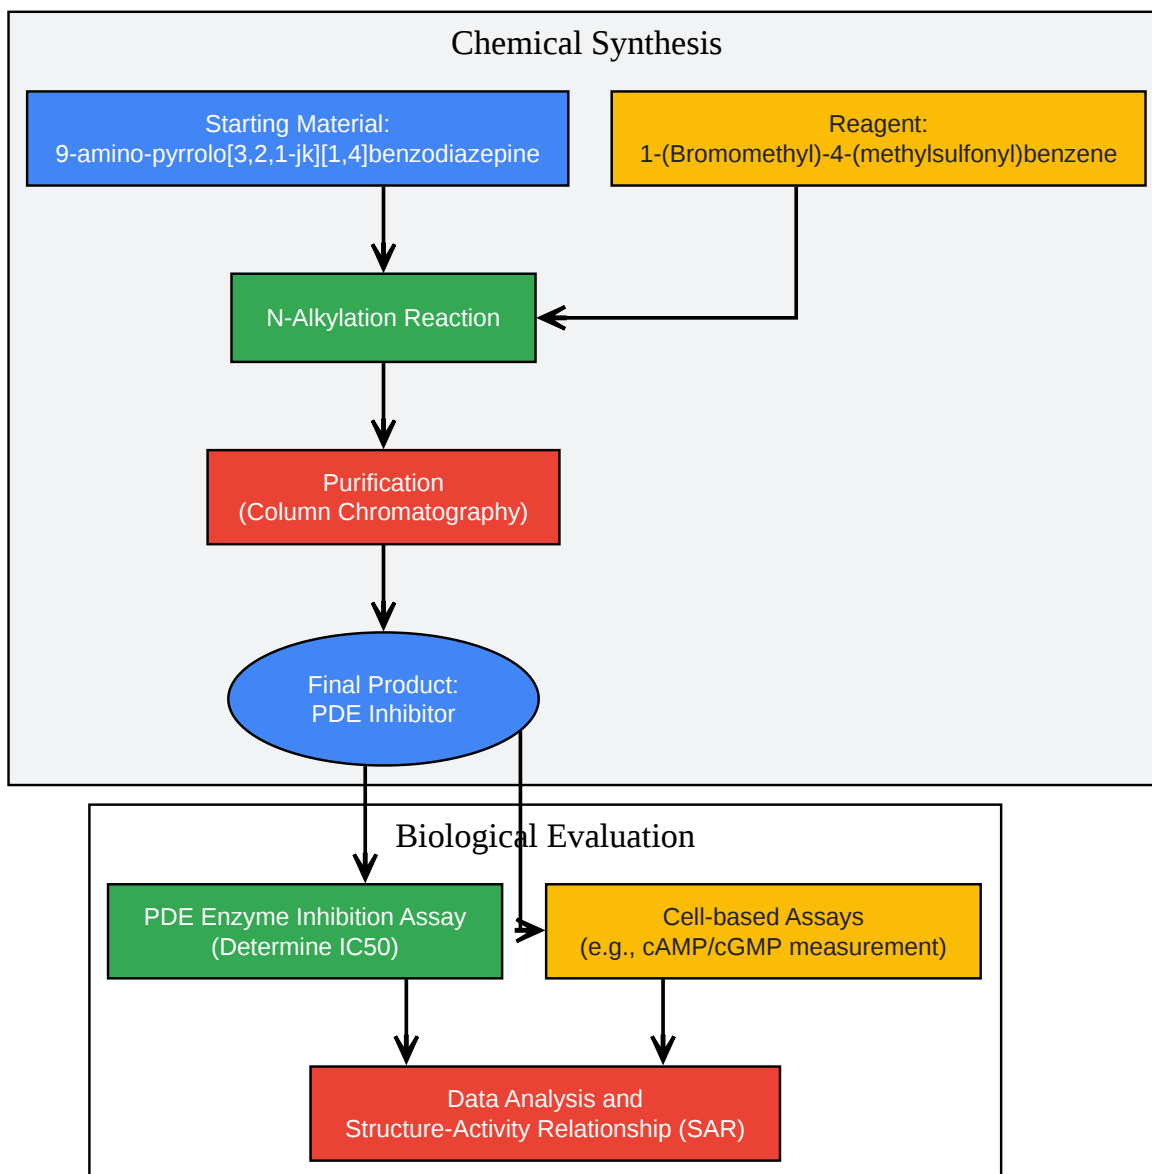 Chemical Synthesis
Starting Material:
9-amino-pyrrolo[3,2,1-jk][1,4]benzodiazepine
Reagent:
1-(Bromomethyl)-4-(methylsulfonyl)benzene
N-Alkylation Reaction
Purification
(Column Chromatography)
Final Product:
PDE Inhibitor
Biological Evaluation
PDE Enzyme Inhibition Assay
(Determine IC50)
Cell-based Assays
(e.g., cAMP/cGMP measurement)
Data Analysis and
Structure-Activity Relationship (SAR)